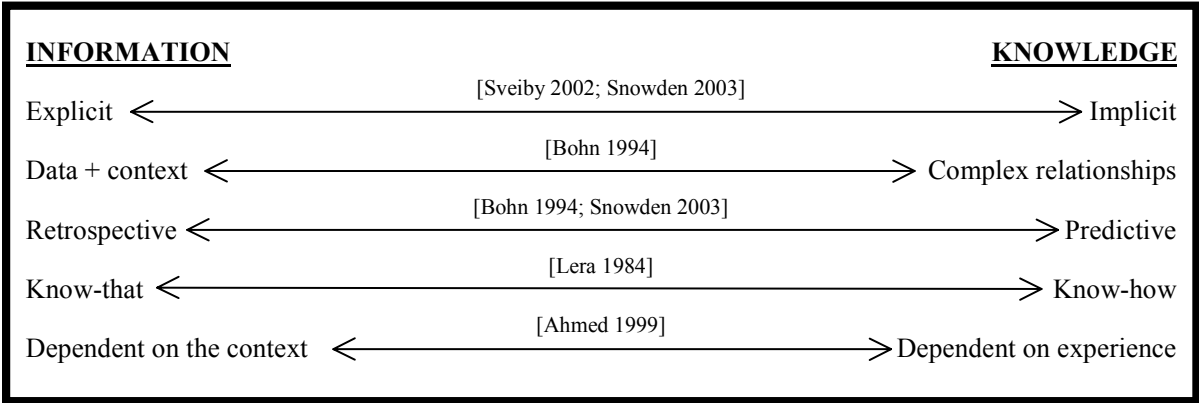 INFORMATION KNOWLEDGE
[Sveiby 2002; Snowden 2003]
Explicit Implicit
[Bohn 1994]
Data + context Complex relationships
[Bohn 1994; Snowden 2003]
Retrospective Predictive
[Lera 1984]
Know-that Know-how
[Ahmed 1999]
Dependent on the context Dependent on experience